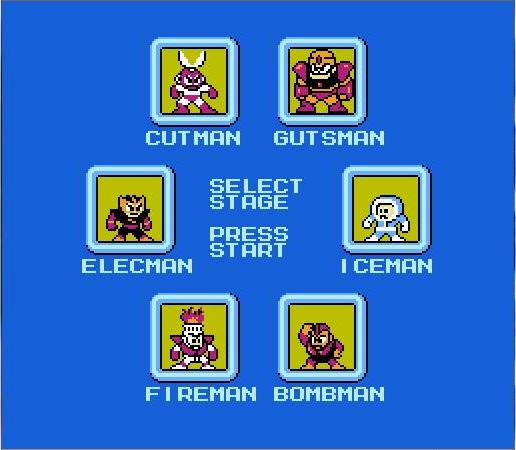 CUTMAN GUTSMAN
SELECT
STAGE
PRESS
START
ELECMAN ICEMAN
FIREMAN BOMBMAN